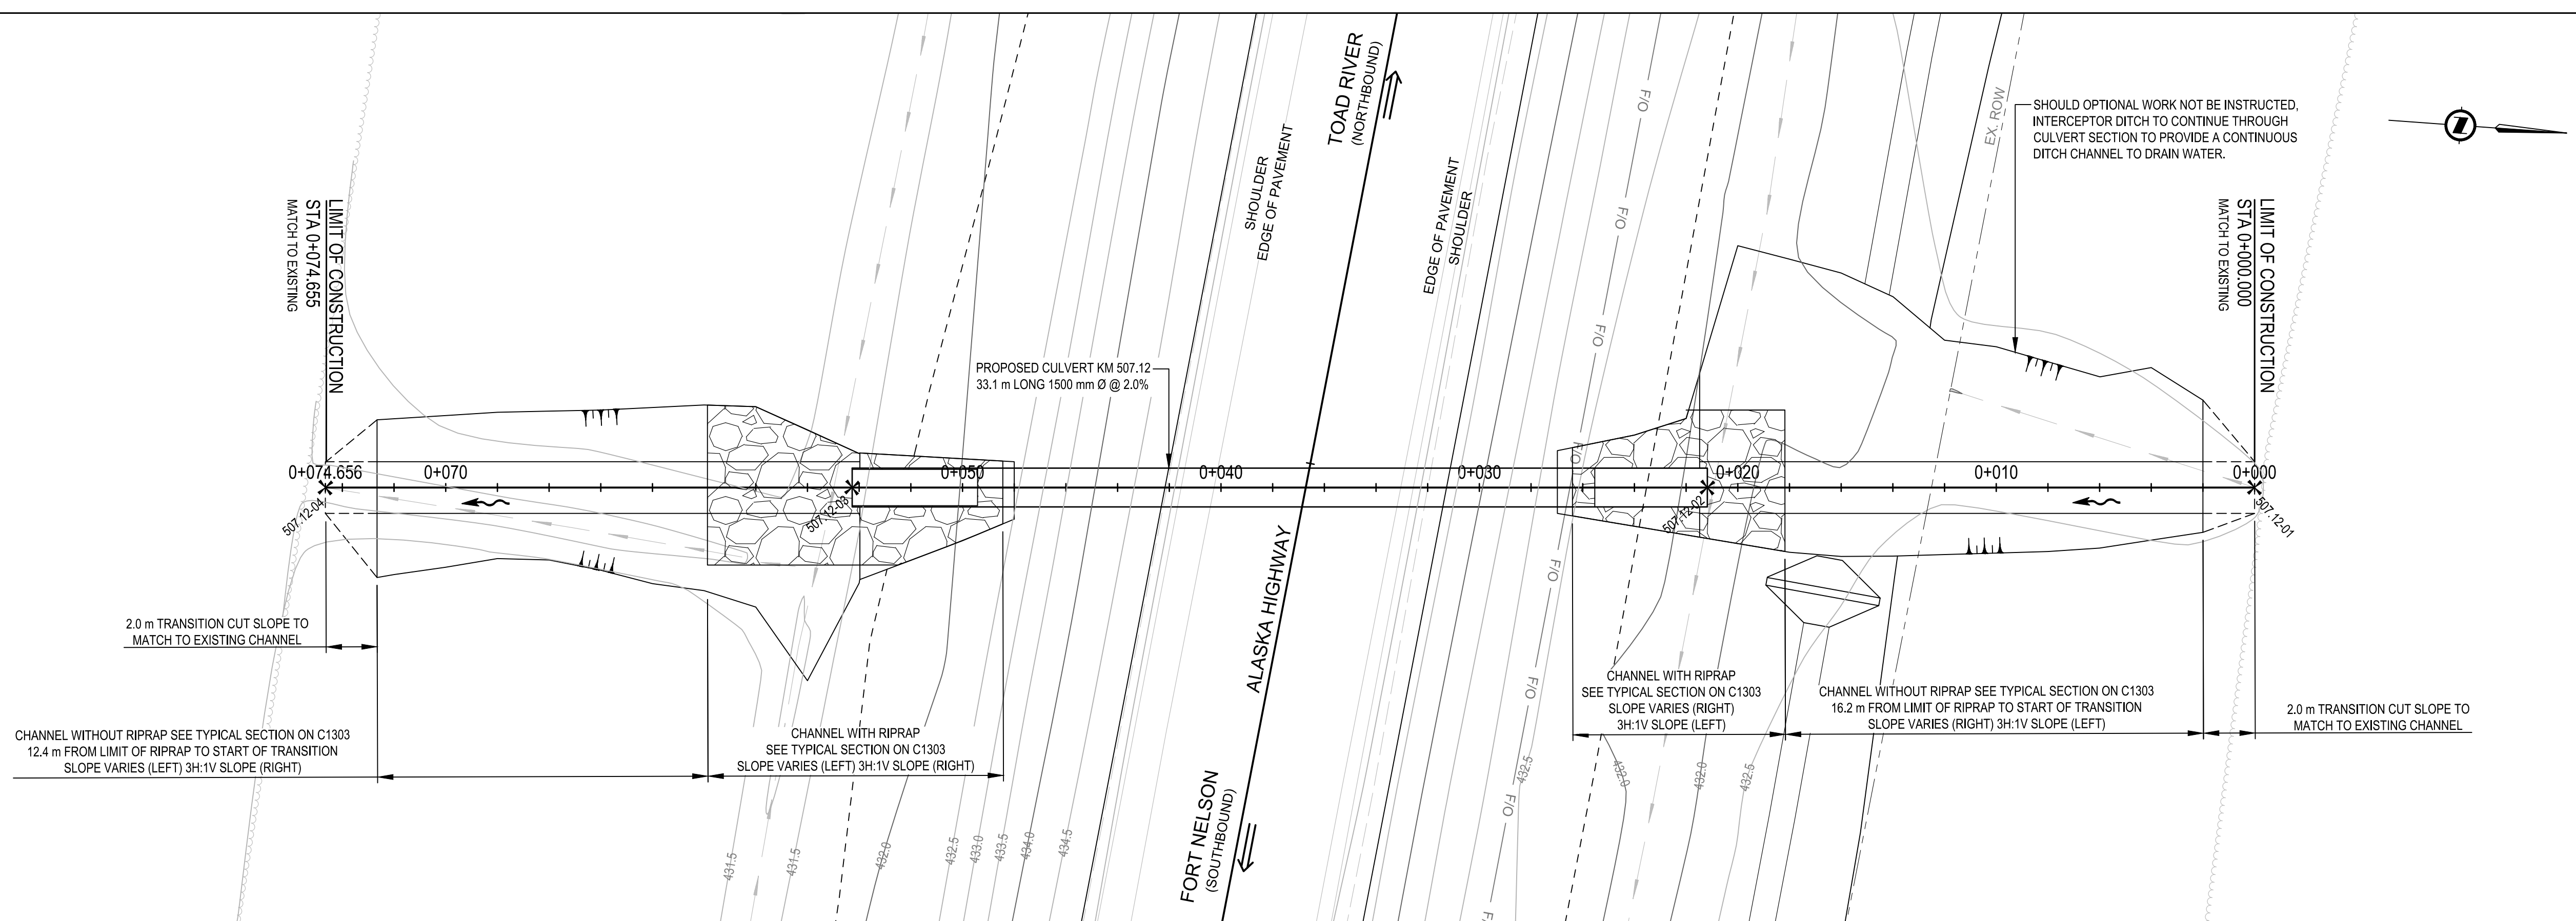 TOAD RIVER
(NORTHBOUND)
SHOULDER
EDGE OF PAVEMENT
EDGE OF PAVEMENT
SHOULDER
F/O
F/O
F/O
F/O
F/O
F/O
F/O
F/O
F/O
F/O
EX. ROW
SHOULD OPTIONAL WORK NOT BE INSTRUCTED,
INTERCEPTOR DITCH TO CONTINUE THROUGH
CULVERT SECTION TO PROVIDE A CONTINUOUS
DITCH CHANNEL TO DRAIN WATER.
LIMIT OF CONSTRUCTION
STA 0+074.655
MATCH TO EXISTING
LIMIT OF CONSTRUCTION
STA 0+000.000
MATCH TO EXISTING
PROPOSED CULVERT KM 507.12
33.1 m LONG 1500 mm Ø @ 2.0%
0+074.656
0+070
0+050
0+040
0+030
0+020
0+010
0+000
507.12-04
507.12-03
507.12-02
507.12-01
ALASKA HIGHWAY
2.0 m TRANSITION CUT SLOPE TO
MATCH TO EXISTING CHANNEL
CHANNEL WITHOUT RIPRAP SEE TYPICAL SECTION ON C1303
12.4 m FROM LIMIT OF RIPRAP TO START OF TRANSITION
SLOPE VARIES (LEFT) 3H:1V SLOPE (RIGHT)
CHANNEL WITH RIPRAP
SEE TYPICAL SECTION ON C1303
SLOPE VARIES (LEFT) 3H:1V SLOPE (RIGHT)
CHANNEL WITH RIPRAP
SEE TYPICAL SECTION ON C1303
SLOPE VARIES (RIGHT)
3H:1V SLOPE (LEFT)
CHANNEL WITHOUT RIPRAP SEE TYPICAL SECTION ON C1303
16.2 m FROM LIMIT OF RIPRAP TO START OF TRANSITION
SLOPE VARIES (RIGHT) 3H:1V SLOPE (LEFT)
2.0 m TRANSITION CUT SLOPE TO
MATCH TO EXISTING CHANNEL
FORT NELSON
(SOUTHBOUND)
431.5
431.5
432.0
432.5
433.0
433.5
434.0
434.5
432.5
432.0
432.0
432.5